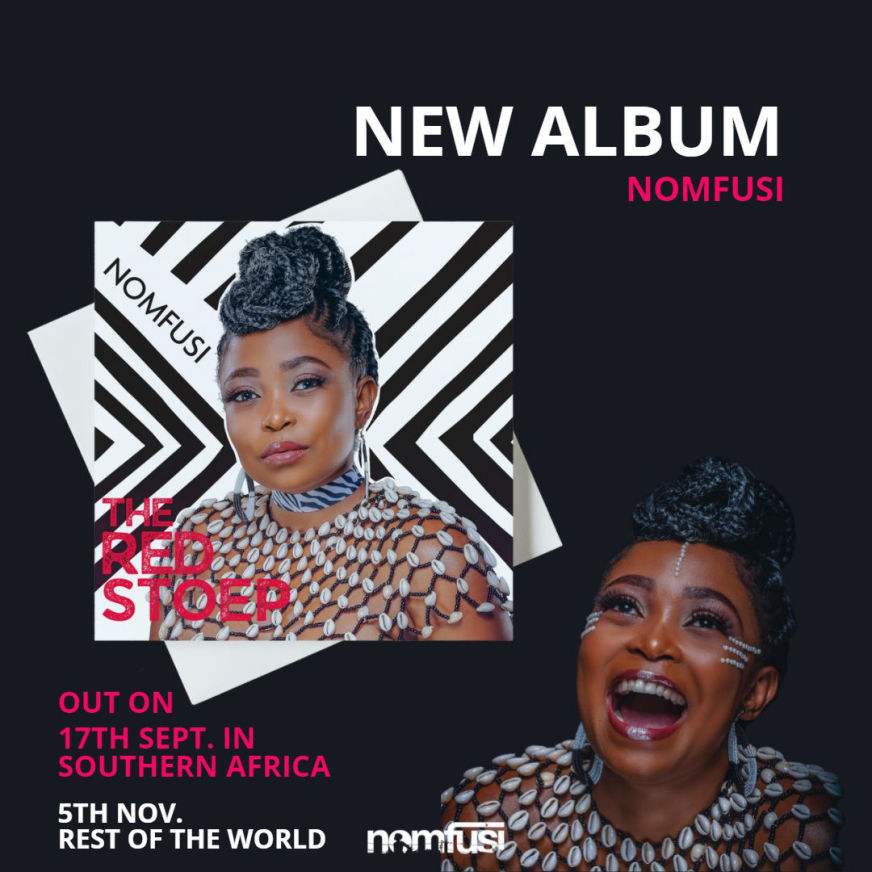 NEW ALBUM
NOMFUSI
NOMFUSI
THE
RED
STOEP
OUT ON
17TH SEPT. IN
SOUTHERN AFRICA
5TH NOV.
REST OF THE WORLD
nomfusi